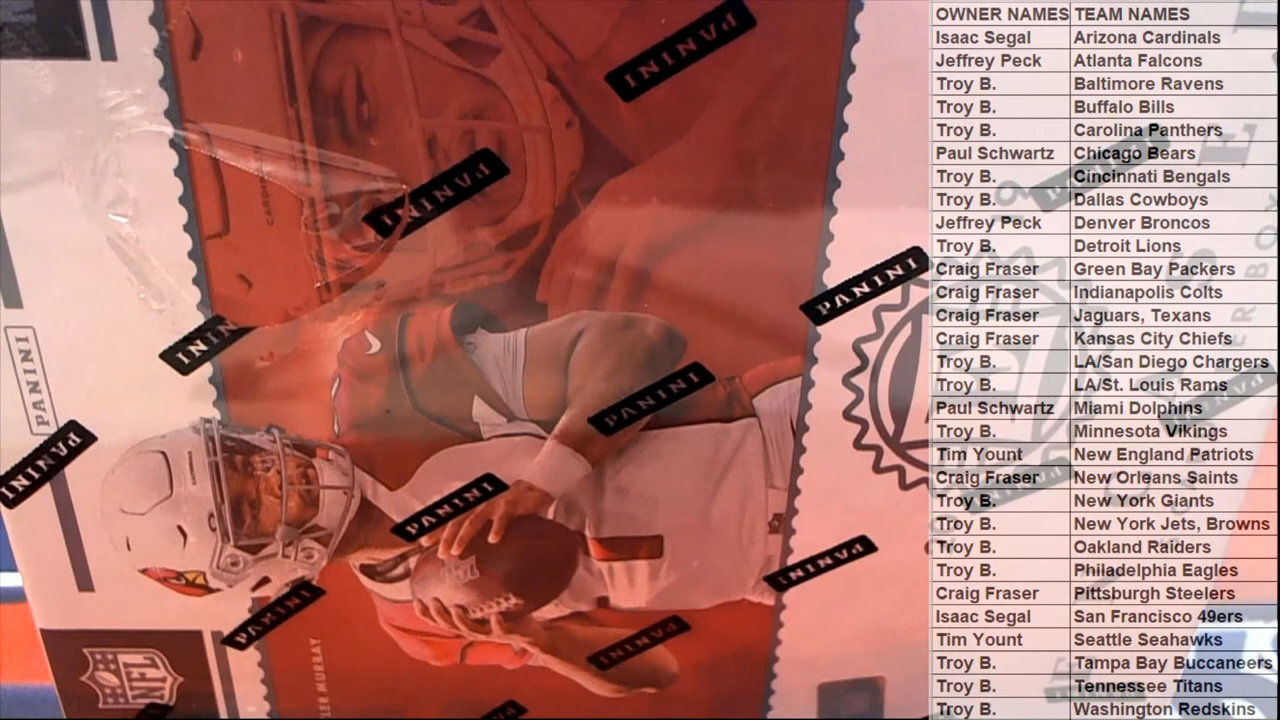 OWNER NAMES TEAM NAMES
Isaac Segal Arizona Cardinals
Jeffrey Peck Atlanta Falcons
Troy B. Baltimore Ravens
Troy B. Buffalo Bills
Troy B. Carolina Panthers
Paul Schwartz Chicago Bears
Troy B. Cincinnati Bengals
Troy B. Dallas Cowboys
Jeffrey Peck Denver Broncos
Troy B. Detroit Lions
Craig Fraser Green Bay Packers
Craig Fraser Indianapolis Colts
Craig Fraser Jaguars, Texans
Craig Fraser Kansas City Chiefs
Troy B. LA/San Diego Chargers
Troy B. LA/St. Louis Rams
Paul Schwartz Miami Dolphins
Troy B. Minnesota Vikings
Tim Yount New England Patriots
Craig Fraser New Orleans Saints
Troy B. New York Giants
Troy B. New York Jets, Browns
Troy B. Oakland Raiders
Troy B. Philadelphia Eagles
Craig Fraser Pittsburgh Steelers
Isaac Segal San Francisco 49ers
Tim Yount Seattle Seahawks
Troy B. Tampa Bay Buccaneers
Troy B. Tennessee Titans
Troy B. Washington Redskins
PANINI
PANINI
PANINI
ININ
PANINI
PANINI
PANINI
PANINI
PANINI
PANINI
PANINI
NFL
LER MURRAY